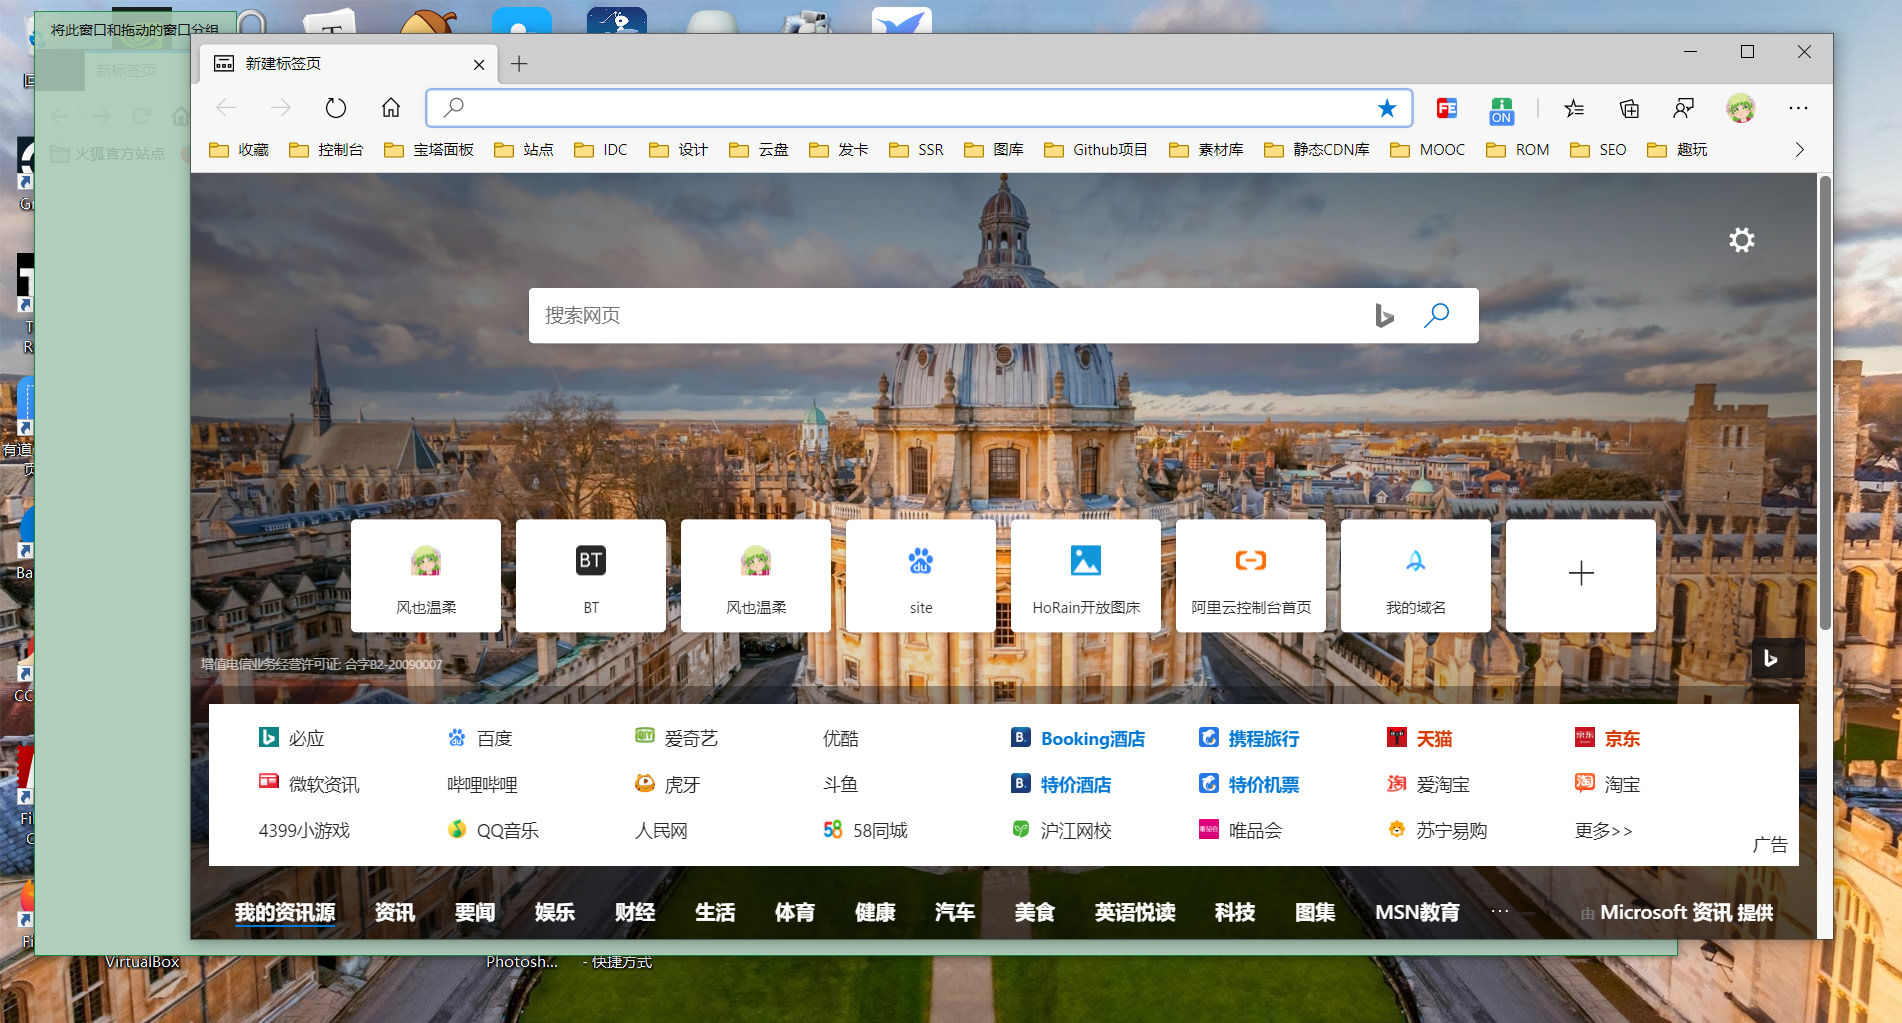 将此窗口和拖动的窗口分组
新标签页
火狐官方站点
新建标签页
ON
收藏 控制台 宝塔面板 站点 IDC 设计 云盘 发卡 SSR 图库 Github项目 素材库 静态CDN库 MOOC ROM SEO 趣玩
搜索网页
BT
风也温柔 BT 风也温柔 site HoRain开放图床 阿里云控制台首页 我的域名
增值电信业务经营许可证: 合字B2-20090007
必应 百度 爱奇艺 优酷 Booking酒店 携程旅行 天猫 京东
微软资讯 哔哩哔哩 虎牙 斗鱼 特价酒店 特价机票 爱淘宝 淘宝
4399小游戏 QQ音乐 人民网 58同城 沪江网校 唯品会 苏宁易购 更多>>
广告
我的资讯源 资讯 要闻 娱乐 财经 生活 体育 健康 汽车 美食 英语悦读 科技 图集 MSN教育 ... 由 Microsoft 资讯 提供
VirtualBox Photosh... - 快捷方式